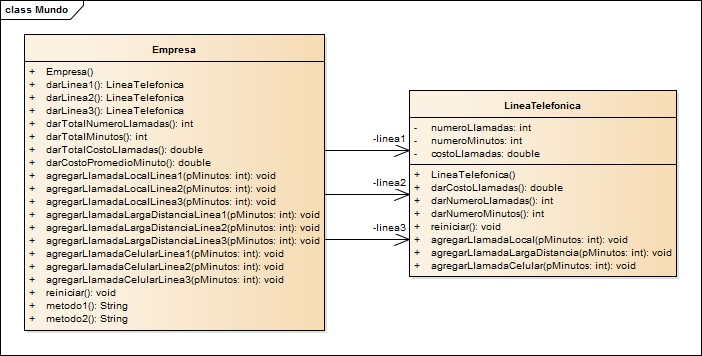 class Mundo
Empresa
+ Empresa()
+ darLinea1(): LineaTelefonica
+ darLinea2(): LineaTelefonica
+ darLinea3(): LineaTelefonica
+ darTotalNumeroLlamadas(): int
+ darTotalMinutos(): int
+ darTotalCostoLlamadas(): double
+ darCostoPromedioMinuto(): double
+ agregarLlamadaLocalLinea1(pMinutos: int): void
+ agregarLlamadaLocalLinea2(pMinutos: int): void
+ agregarLlamadaLocalLinea3(pMinutos: int): void
+ agregarLlamadaLargaDistanciaLinea1(pMinutos: int): void
+ agregarLlamadaLargaDistanciaLinea2(pMinutos: int): void
+ agregarLlamadaLargaDistanciaLinea3(pMinutos: int): void
+ agregarLlamadaCelularLinea1(pMinutos: int): void
+ agregarLlamadaCelularLinea2(pMinutos: int): void
+ agregarLlamadaCelularLinea3(pMinutos: int): void
+ reiniciar(): void
+ metodo1(): String
+ metodo2(): String
-linea1
-linea2
-linea3
LineaTelefonica
- numeroLlamadas: int
- numeroMinutos: int
- costoLlamadas: double
+ LineaTelefonica()
+ darCostoLlamadas(): double
+ darNumeroLlamadas(): int
+ darNumeroMinutos(): int
+ reiniciar(): void
+ agregarLlamadaLocal(pMinutos: int): void
+ agregarLlamadaLargaDistancia(pMinutos: int): void
+ agregarLlamadaCelular(pMinutos: int): void